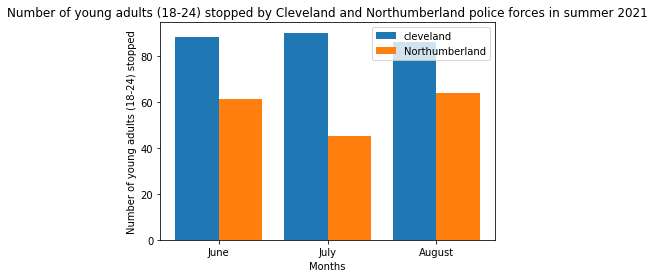 Number of young adults (18-24) stopped by Cleveland and Northumberland police forces in summer 2021
cleveland
Northumberland
Number of young adults (18-24) stopped
80
60
40
20
0
June July August
Months